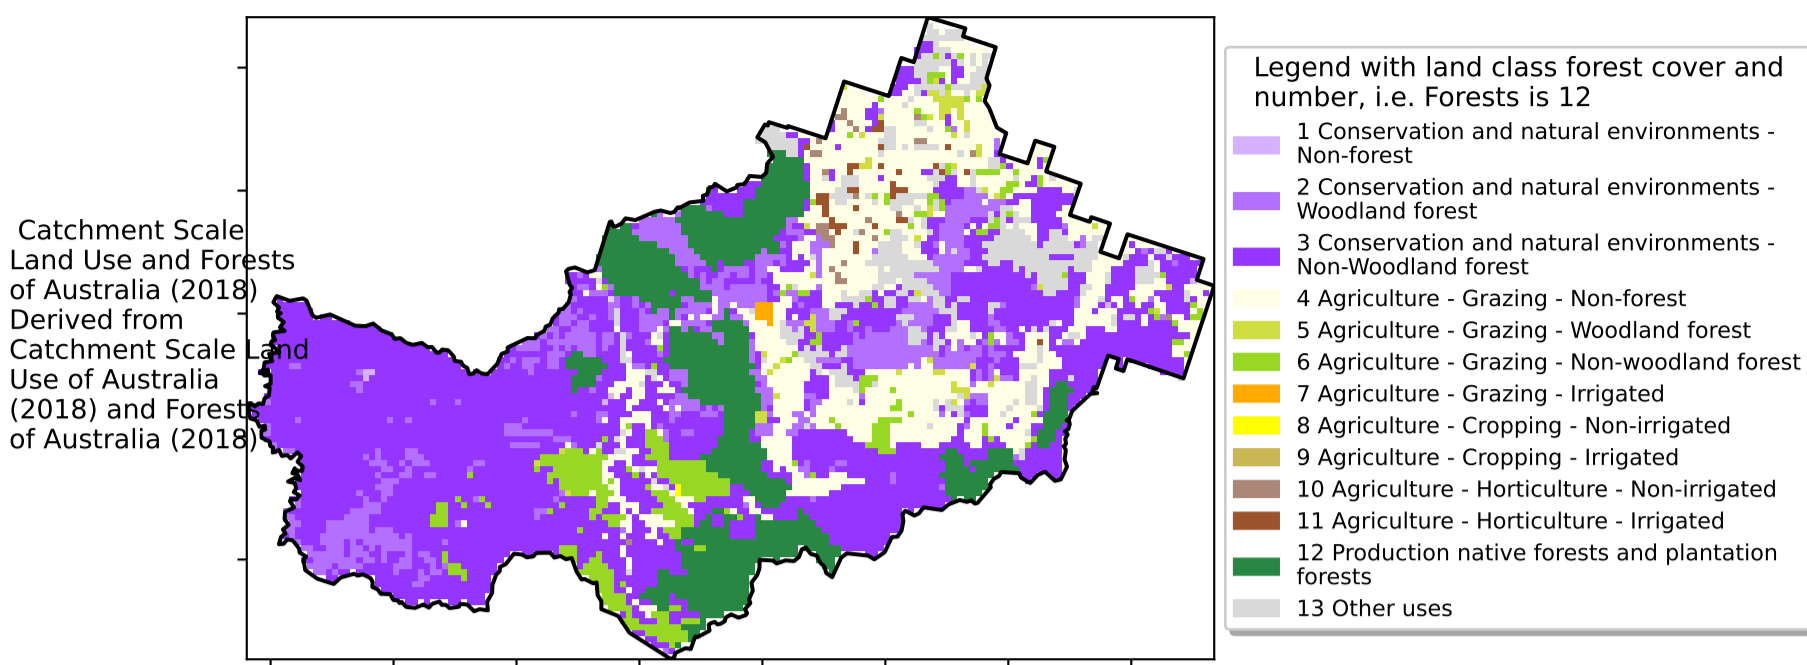 Catchment Scale
Land Use and Forests
of Australia (2018)
Derived from
Catchment Scale Land
Use of Australia
(2018) and Forests
of Australia (2018)
Legend with land class forest cover and
number, i.e. Forests is 12
1 Conservation and natural environments -
Non-forest
2 Conservation and natural environments -
Woodland forest
3 Conservation and natural environments -
Non-Woodland forest
4 Agriculture - Grazing - Non-forest
5 Agriculture - Grazing - Woodland forest
6 Agriculture - Grazing - Non-woodland forest
7 Agriculture - Grazing - Irrigated
8 Agriculture - Cropping - Non-irrigated
9 Agriculture - Cropping - Irrigated
10 Agriculture - Horticulture - Non-irrigated
11 Agriculture - Horticulture - Irrigated
12 Production native forests and plantation
forests
13 Other uses